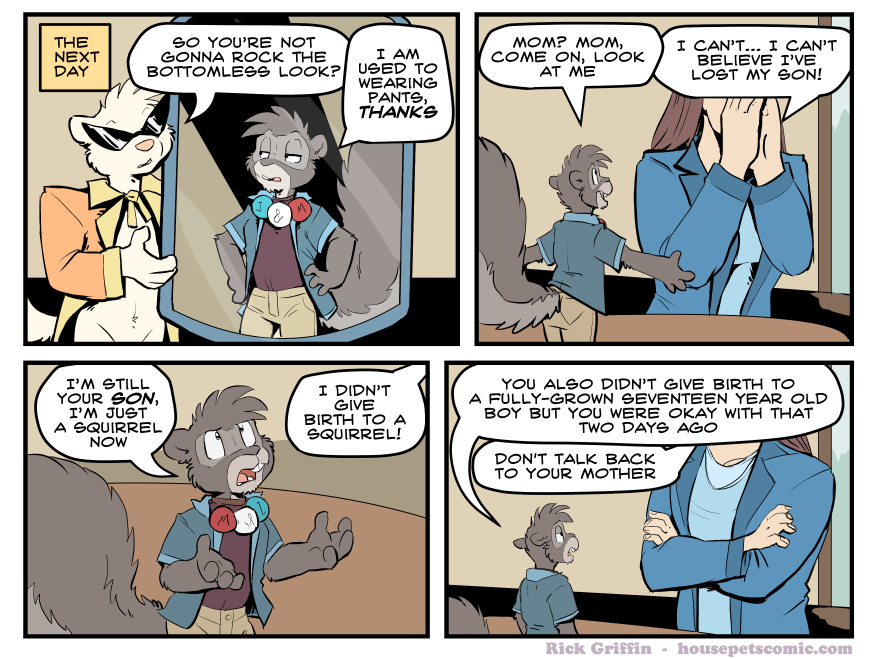 THE
NEXT
DAY
SO YOU'RE NOT
GONNA ROCK THE
BOTTOMLESS LOOK?
I AM
USED TO
WEARING
PANTS,
THANKS
J & M
MOM? MOM,
COME ON, LOOK
AT ME
I CAN'T... I CAN'T
BELIEVE I'VE
LOST MY SON!
I'M STILL
YOUR SON,
I'M JUST
A SQUIRREL
NOW
I DIDN'T
GIVE
BIRTH TO A
SQUIRREL!
YOU ALSO DIDN'T GIVE BIRTH TO
A FULLY-GROWN SEVENTEEN YEAR OLD
BOY BUT YOU WERE OKAY WITH THAT
TWO DAYS AGO
DON'T TALK BACK
TO YOUR MOTHER
Rick Griffin - housepetscomic.com